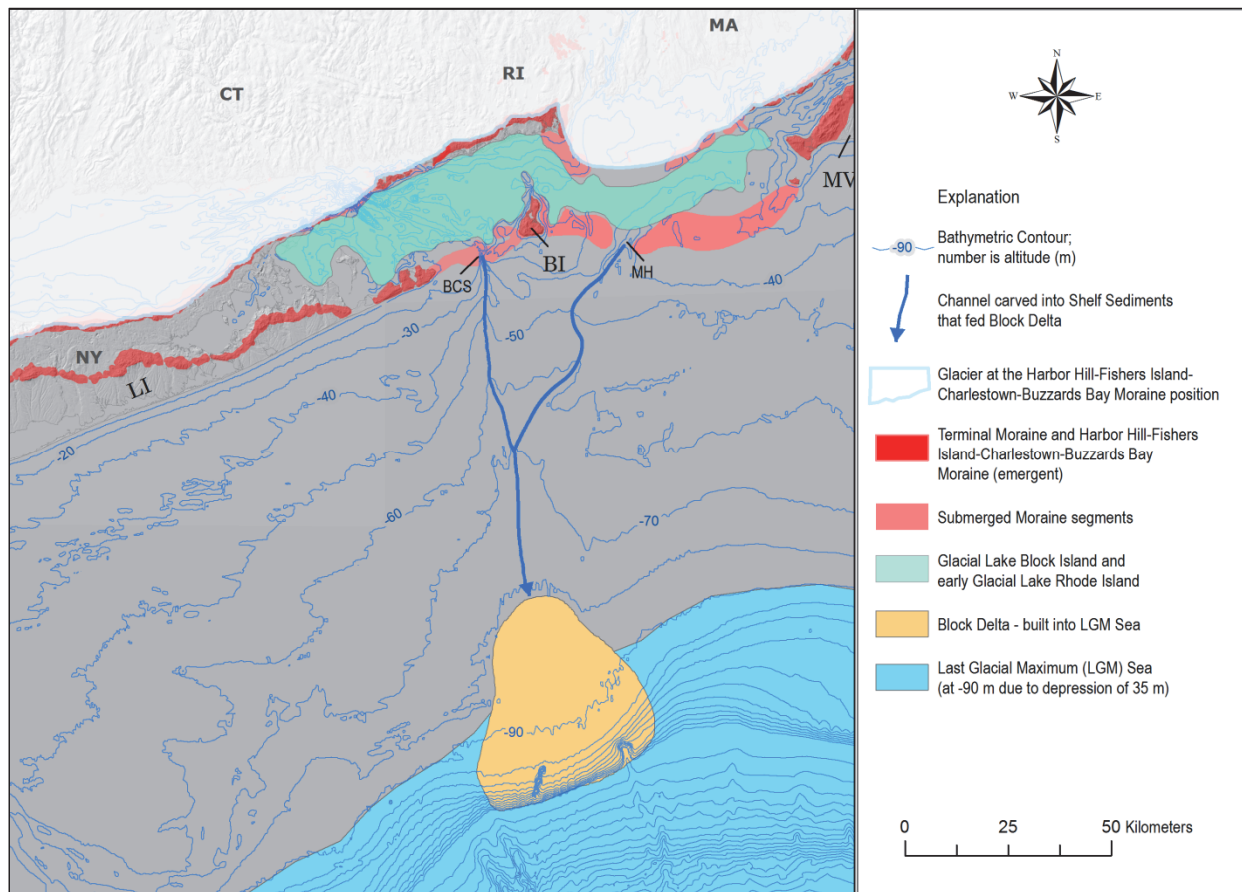 MA
RI
CT
MV
BI
BCS
MH
-40
-30
-50
NY
LI
-40
-20
-60
-70
-90
N
W
E
S
Explanation
-90
Bathymetric Contour;
number is altitude (m)
Channel carved into Shelf Sediments
that fed Block Delta
Glacier at the Harbor Hill-Fishers Island-
Charlestown-Buzzards Bay Moraine position
Terminal Moraine and Harbor Hill-Fishers
Island-Charlestown-Buzzards Bay
Moraine (emergent)
Submerged Moraine segments
Glacial Lake Block Island and
early Glacial Lake Rhode Island
Block Delta - built into LGM Sea
Last Glacial Maximum (LGM) Sea
(at -90 m due to depression of 35 m)
0 25 50 Kilometers